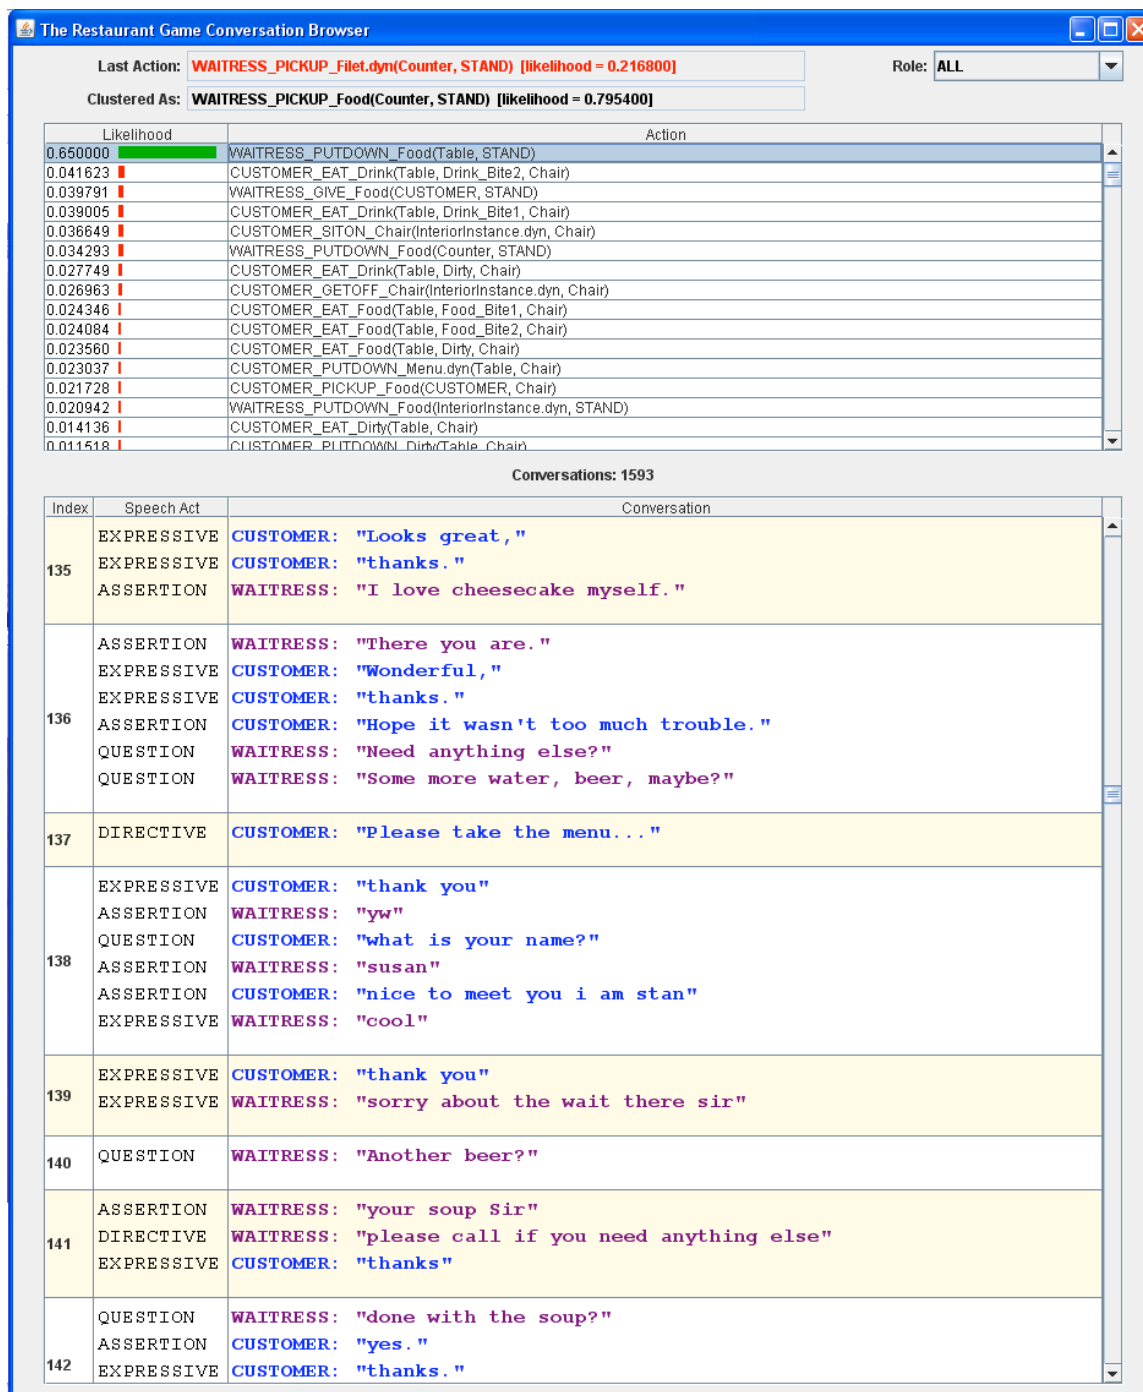 The Restaurant Game Conversation Browser
Last Action: WAITRESS_PICKUP_Filet.dyn(Counter, STAND) [likelihood = 0.216800] Role: ALL
Clustered As: WAITRESS_PICKUP_Food(Counter, STAND) [likelihood = 0.795400]
Likelihood Action
0.650000 WAITRESS_PUTDOWN_Food(Table, STAND)
0.041623 CUSTOMER_EAT_Drink(Table, Drink_Bite2, Chair)
0.039791 WAITRESS_GIVE_Food(CUSTOMER, STAND)
0.039005 CUSTOMER_EAT_Drink(Table, Drink_Bite1, Chair)
0.036649 CUSTOMER_SITON_Chair(InteriorInstance.dyn, Chair)
0.034293 WAITRESS_PUTDOWN_Food(Counter, STAND)
0.027749 CUSTOMER_EAT_Drink(Table, Dirty, Chair)
0.026963 CUSTOMER_GETOFF_Chair(InteriorInstance.dyn, Chair)
0.024346 CUSTOMER_EAT_Food(Table, Food_Bite1, Chair)
0.024084 CUSTOMER_EAT_Food(Table, Food_Bite2, Chair)
0.023560 CUSTOMER_EAT_Food(Table, Dirty, Chair)
0.023037 CUSTOMER_PUTDOWN_Menu.dyn(Table, Chair)
0.021728 CUSTOMER_PICKUP_Food(CUSTOMER, Chair)
0.020942 WAITRESS_PUTDOWN_Food(InteriorInstance.dyn, STAND)
0.014136 CUSTOMER_EAT_Dirty(Table, Chair)
0.011518 CUSTOMER_PUTDOWN_Dirty(Table, Chair)
Conversations: 1593
Index Speech Act Conversation
EXPRESSIVE CUSTOMER: "Looks great,"
135 EXPRESSIVE CUSTOMER: "thanks."
ASSERTION WAITRESS: "I love cheesecake myself."
ASSERTION WAITRESS: "There you are."
EXPRESSIVE CUSTOMER: "Wonderful,"
EXPRESSIVE CUSTOMER: "thanks."
136 ASSERTION CUSTOMER: "Hope it wasn't too much trouble."
QUESTION WAITRESS: "Need anything else?"
QUESTION WAITRESS: "Some more water, beer, maybe?"
137 DIRECTIVE CUSTOMER: "Please take the menu..."
EXPRESSIVE CUSTOMER: "thank you"
ASSERTION WAITRESS: "yw"
QUESTION CUSTOMER: "what is your name?"
138 ASSERTION WAITRESS: "susan"
ASSERTION CUSTOMER: "nice to meet you i am stan"
EXPRESSIVE WAITRESS: "cool"
EXPRESSIVE CUSTOMER: "thank you"
139 EXPRESSIVE WAITRESS: "sorry about the wait there sir"
140 QUESTION WAITRESS: "Another beer?"
ASSERTION WAITRESS: "your soup Sir"
141 DIRECTIVE WAITRESS: "please call if you need anything else"
EXPRESSIVE CUSTOMER: "thanks"
QUESTION WAITRESS: "done with the soup?"
ASSERTION CUSTOMER: "yes."
142 EXPRESSIVE CUSTOMER: "thanks."